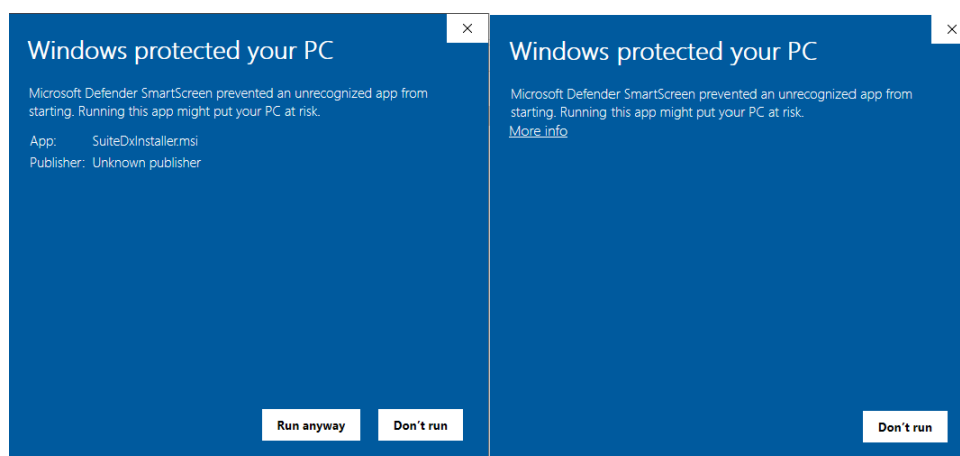 Windows protected your PC
Microsoft Defender SmartScreen prevented an unrecognized app from
starting. Running this app might put your PC at risk.
App: SuiteDxInstaller.msi
Publisher: Unknown publisher
Run anyway Don't run
Windows protected your PC
Microsoft Defender SmartScreen prevented an unrecognized app from
starting. Running this app might put your PC at risk.
More info
Don't run